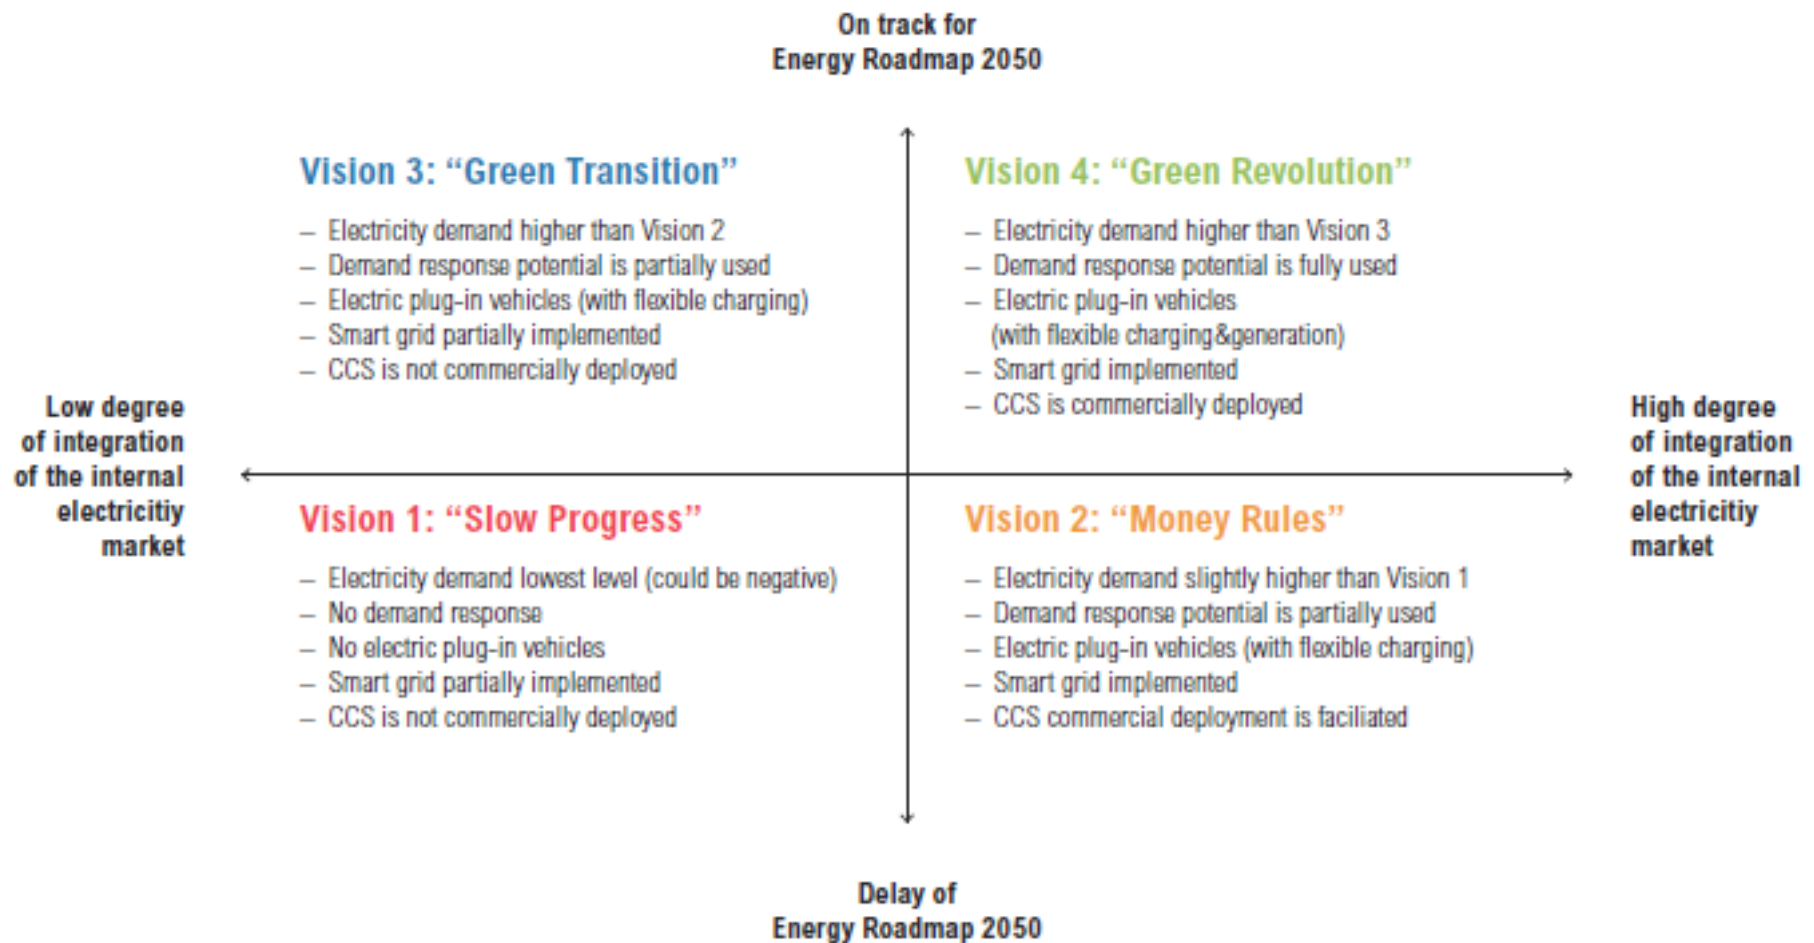 On track for
Energy Roadmap 2050
Vision 3: “Green Transition”
– Electricity demand higher than Vision 2
– Demand response potential is partially used
– Electric plug-in vehicles (with flexible charging)
– Smart grid partially implemented
– CCS is not commercially deployed
Vision 4: “Green Revolution”
– Electricity demand higher than Vision 3
– Demand response potential is fully used
– Electric plug-in vehicles
(with flexible charging&generation)
– Smart grid implemented
– CCS is commercially deployed
Low degree
of integration
of the internal
electricitiy
market
High degree
of integration
of the internal
electricitiy
market
Vision 1: “Slow Progress”
– Electricity demand lowest level (could be negative)
– No demand response
– No electric plug-in vehicles
– Smart grid partially implemented
– CCS is not commercially deployed
Vision 2: “Money Rules”
– Electricity demand slightly higher than Vision 1
– Demand response potential is partially used
– Electric plug-in vehicles (with flexible charging)
– Smart grid implemented
– CCS commercial deployment is faciliated
Delay of
Energy Roadmap 2050